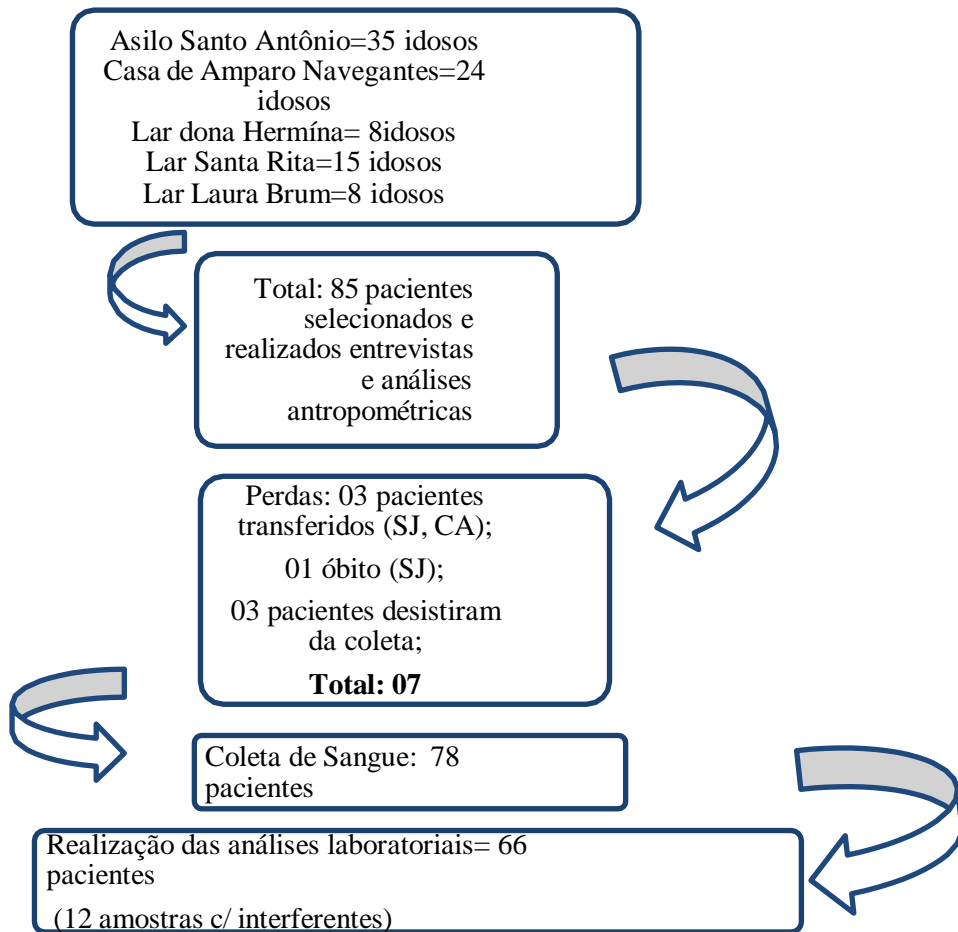 Asilo Santo Antônio=35 idosos
Casa de Amparo Navegantes=24
idosos
Lar dona Hermína= 8idosos
Lar Santa Rita=15 idosos
Lar Laura Brum=8 idosos
Total: 85 pacientes
selecionados e
realizados entrevistas
e análises
antropométricas
Perdas: 03 pacientes
transferidos (SJ, CA);
01 óbito (SJ);
03 pacientes desistiram
da coleta;
Total: 07
Coleta de Sangue: 78
pacientes
Realização das análises laboratoriais= 66
pacientes
(12 amostras c/ interferentes)